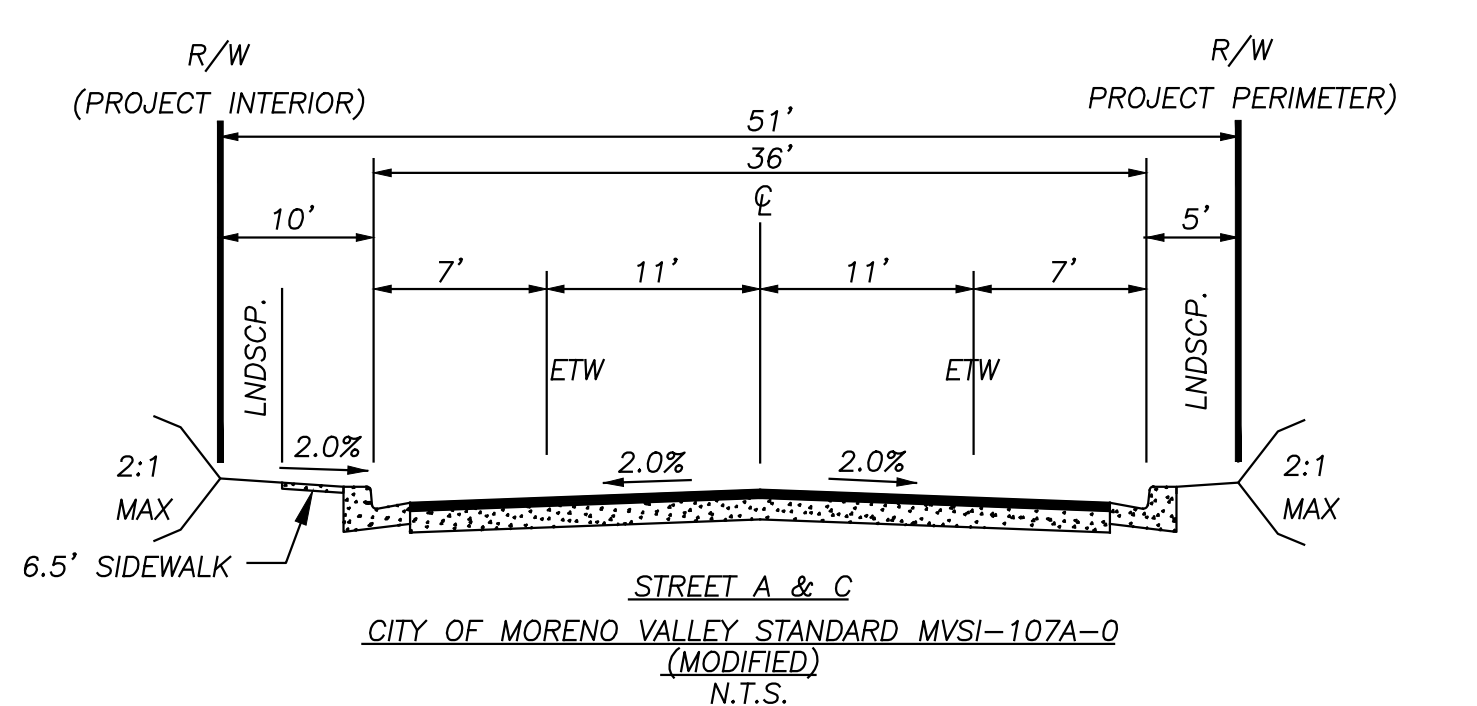 R/W
(PROJECT INTERIOR)
R/W
PROJECT PERIMETER)
51'
36'
℄
10'
5'
7'
11'
11'
7'
LNDSCP.
ETW
ETW
LNDSCP.
2:1
MAX
2.0%
2.0%
2.0%
2:1
MAX
6.5' SIDEWALK
STREET A & C
CITY OF MORENO VALLEY STANDARD MVSI-107A-0
(MODIFIED)
N.T.S.